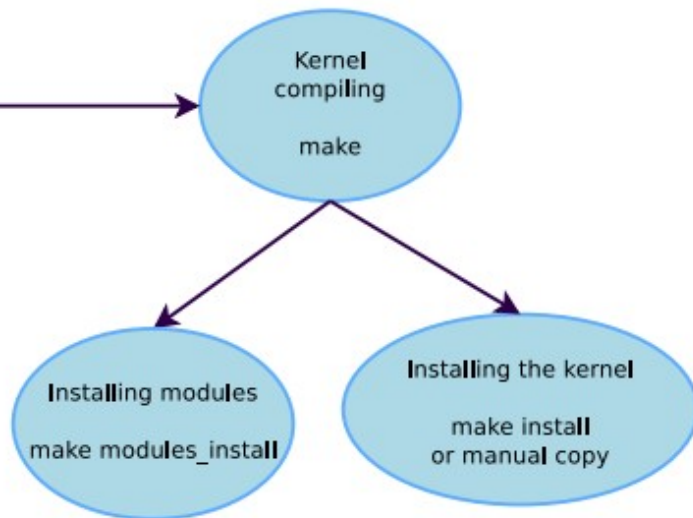 Kernel
compiling
make
Installing modules
make modules_install
Installing the kernel
make install
or manual copy